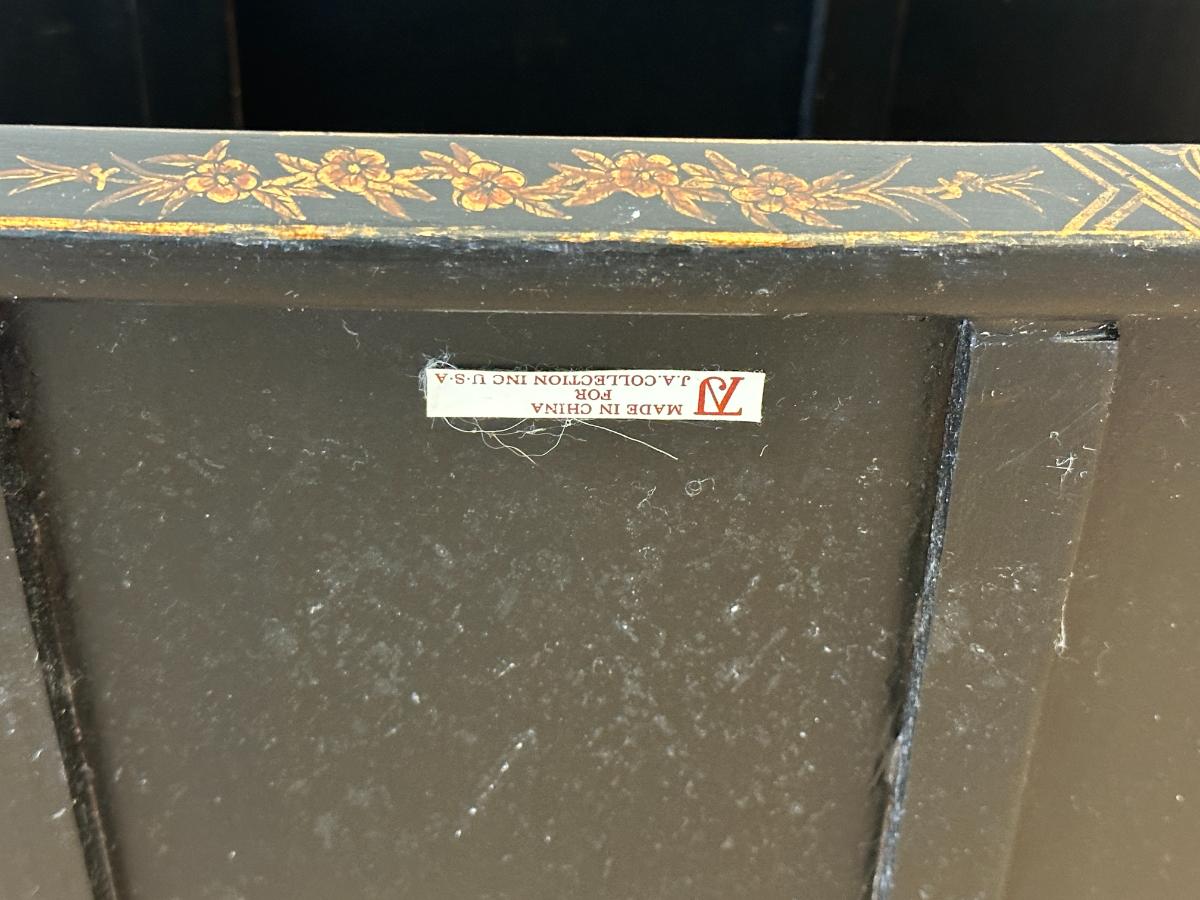 MADE IN CHINA
FOR
J.A. COLLECTION INC U·S·A